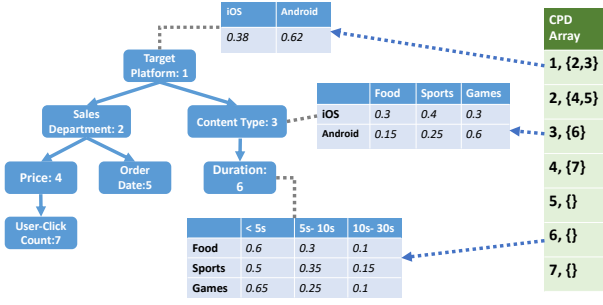 iOS Android
0.38 0.62
Target
Platform: 1
Sales
Department: 2
Content Type: 3
Price: 4
Order
Date:5
Duration:
6
User-Click
Count:7
Food Sports Games
iOS 0.3 0.4 0.3
Android 0.15 0.25 0.6
< 5s 5s- 10s 10s- 30s
Food 0.6 0.3 0.1
Sports 0.5 0.35 0.15
Games 0.65 0.25 0.1
CPD
Array
1, {2,3}
2, {4,5}
3, {6}
4, {7}
5, {}
6, {}
7, {}